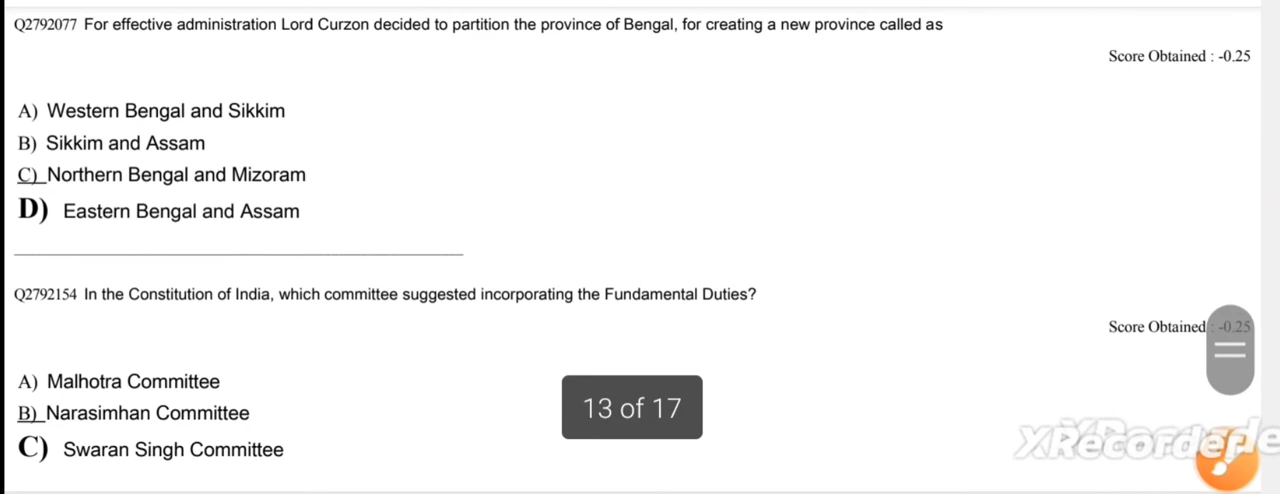 Q2792077 For effective administration Lord Curzon decided to partition the province of Bengal, for creating a new province called as
Score Obtained : -0.25
A) Western Bengal and Sikkim
B) Sikkim and Assam
C) Northern Bengal and Mizoram
D) Eastern Bengal and Assam
Q2792154 In the Constitution of India, which committee suggested incorporating the Fundamental Duties?
Score Obtained : -0.25
A) Malhotra Committee
B) Narasimhan Committee
13 of 17
C) Swaran Singh Committee
XRecorder